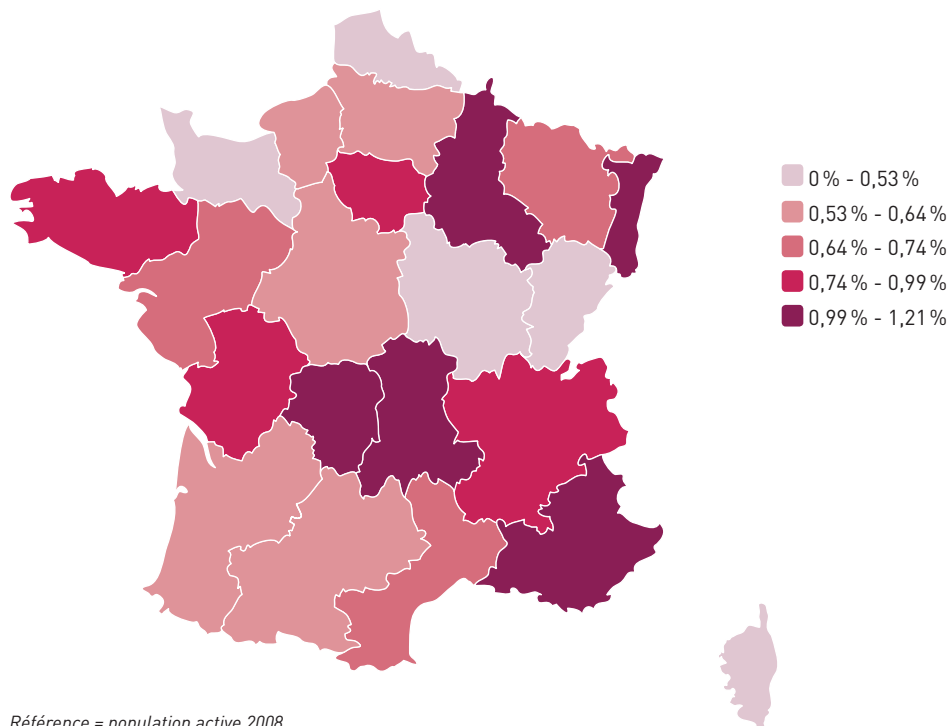 0 % - 0,53 %
0,53 % - 0,64 %
0,64 % - 0,74 %
0,74 % - 0,99 %
0,99 % - 1,21 %
Référence = population active 2008